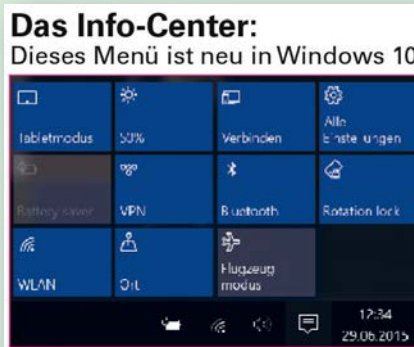 Das Info-Center:
Dieses Menü ist neu in Windows 10
Tabletmodus
50%
Verbinden
Alle
Einstellungen
Battery saver
VPN
Bluetooth
Rotation lock
WLAN
Ort
Flugzeug
modus
12:34
29.06.2015